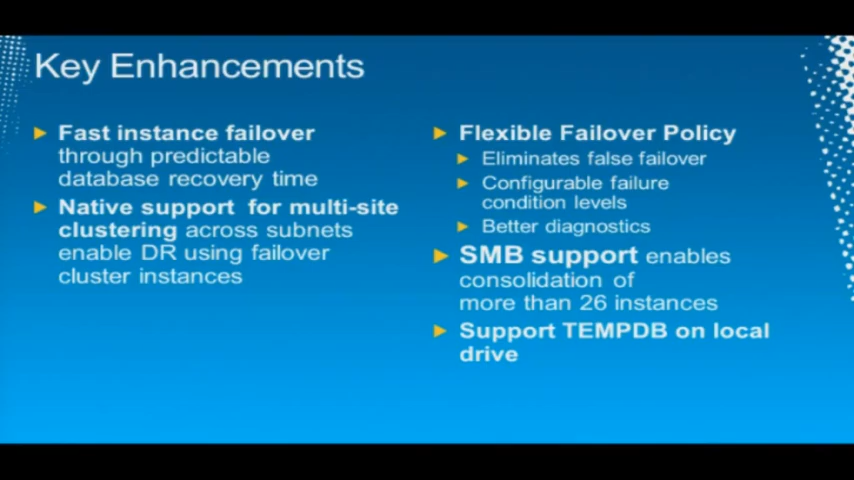 Key Enhancements
Fast instance failover
through predictable
database recovery time
Native support for multi-site
clustering across subnets
enable DR using failover
cluster instances
Flexible Failover Policy
Eliminates false failover
Configurable failure
condition levels
Better diagnostics
SMB support enables
consolidation of
more than 26 instances
Support TEMPDB on local
drive